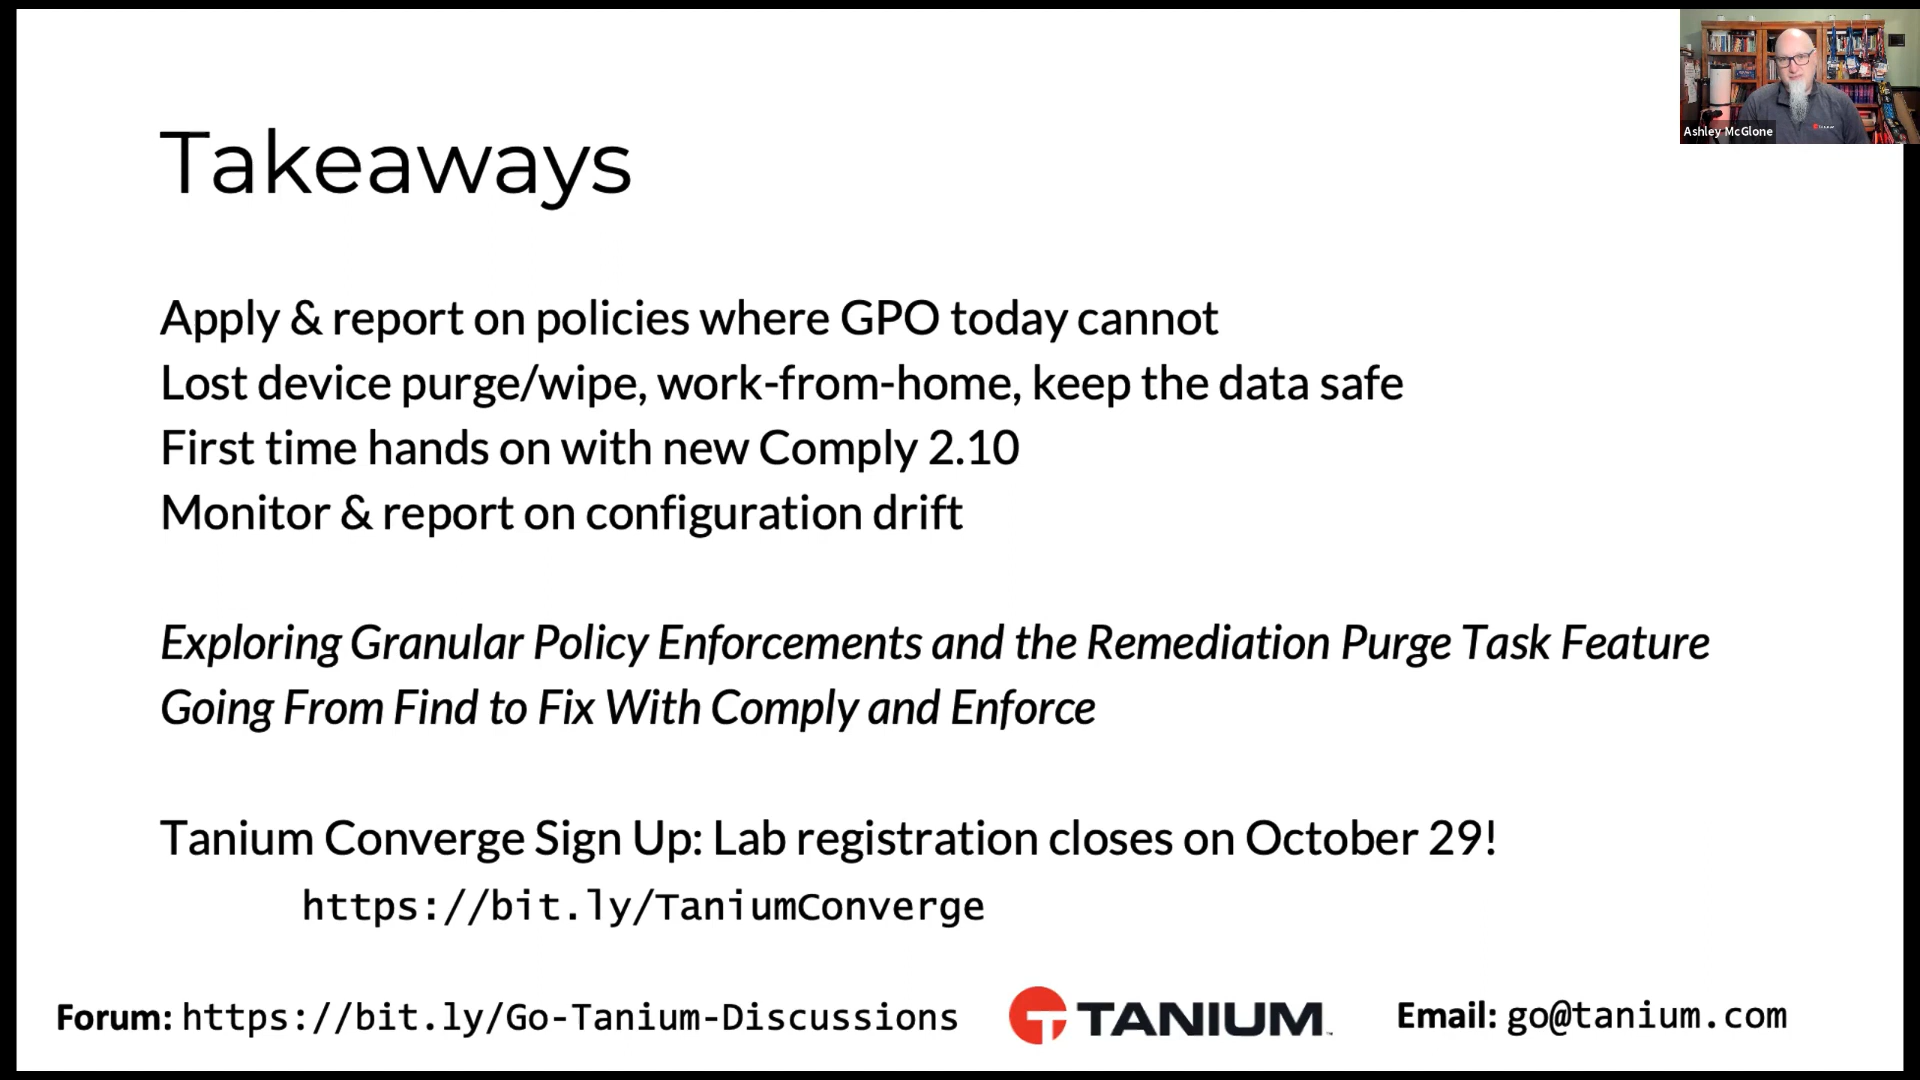 Takeaways
Ashley McGlone
Apply & report on policies where GPO today cannot
Lost device purge/wipe, work-from-home, keep the data safe
First time hands on with new Comply 2.10
Monitor & report on configuration drift
Exploring Granular Policy Enforcements and the Remediation Purge Task Feature
Going From Find to Fix With Comply and Enforce
Tanium Converge Sign Up: Lab registration closes on October 29!
https://bit.ly/TaniumConverge
Forum: https://bit.ly/Go-Tanium-Discussions
TANIUM
Email: go@tanium.com